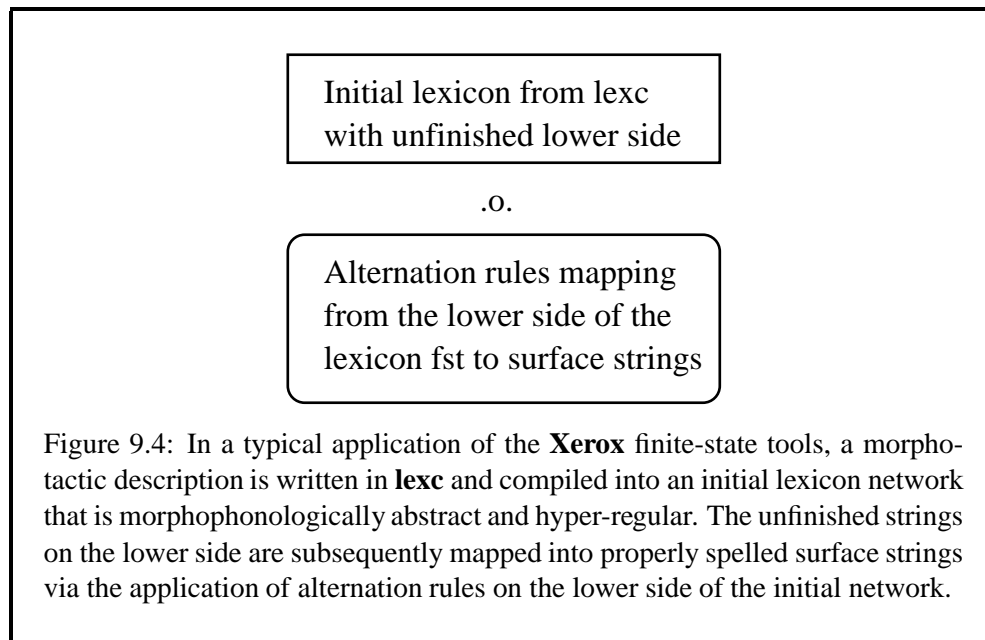 Initial lexicon from lexc
with unfinished lower side
.o.
Alternation rules mapping
from the lower side of the
lexicon fst to surface strings
Figure 9.4: In a typical application of the Xerox finite-state tools, a morpho-
tactic description is written in lexc and compiled into an initial lexicon network
that is morphophonologically abstract and hyper-regular. The unfinished strings
on the lower side are subsequently mapped into properly spelled surface strings
via the application of alternation rules on the lower side of the initial network.